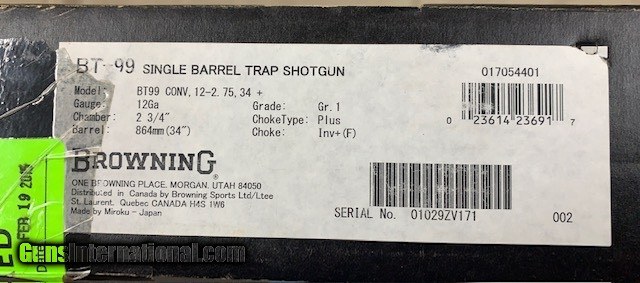 BT-99 SINGLE BARREL TRAP SHOTGUN
017054401
Model: BT99 CONV,12-2.75,34 +
Gauge: 12Ga Grade: Gr.1
Chamber: 2 3/4" ChokeType: Plus
Barrel: 864mm(34") Choke: Inv+(F)
0 23614 23691 7
BROWNING
ONE BROWNING PLACE, MORGAN, UTAH 84050
Distributed in Canada by Browning Sports Ltd/Ltee
St. Laurent, Quebec CANADA H4S 1W6
Made by Miroku - Japan
SERIAL No. 01029ZV171 002
FEB 19 2015
GunsInternational.com